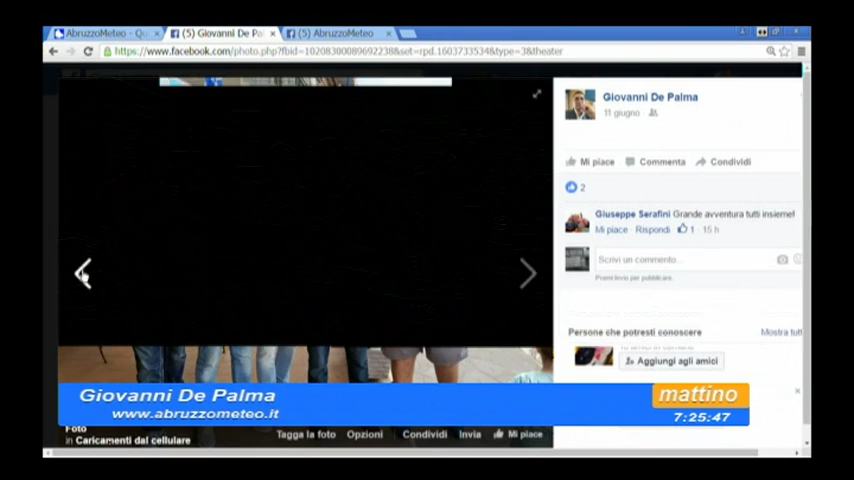 AbruzzoMeteo - Qu
(5) Giovanni De Pa
(5) AbruzzoMeteo
https://www.facebook.com/photo.php?fbid=10208300089692238&set=rpd.1603733534&type=3&theater
Giovanni De Palma
11 giugno
Mi piace Commenta Condividi
2
Giuseppe Serafini Grande avventura tutti insieme!
Mi piace · Rispondi · 1 · 15 h
Scrivi un commento...
Premi Invio per pubblicare.
Persone che potresti conoscere Mostra tutt
Aggiungi agli amici
Giovanni De Palma
www.abruzzometeo.it
mattino
7:25:47
Foto
in Caricamenti dal cellulare
Tagga la foto Opzioni Condividi Invia Mi piace